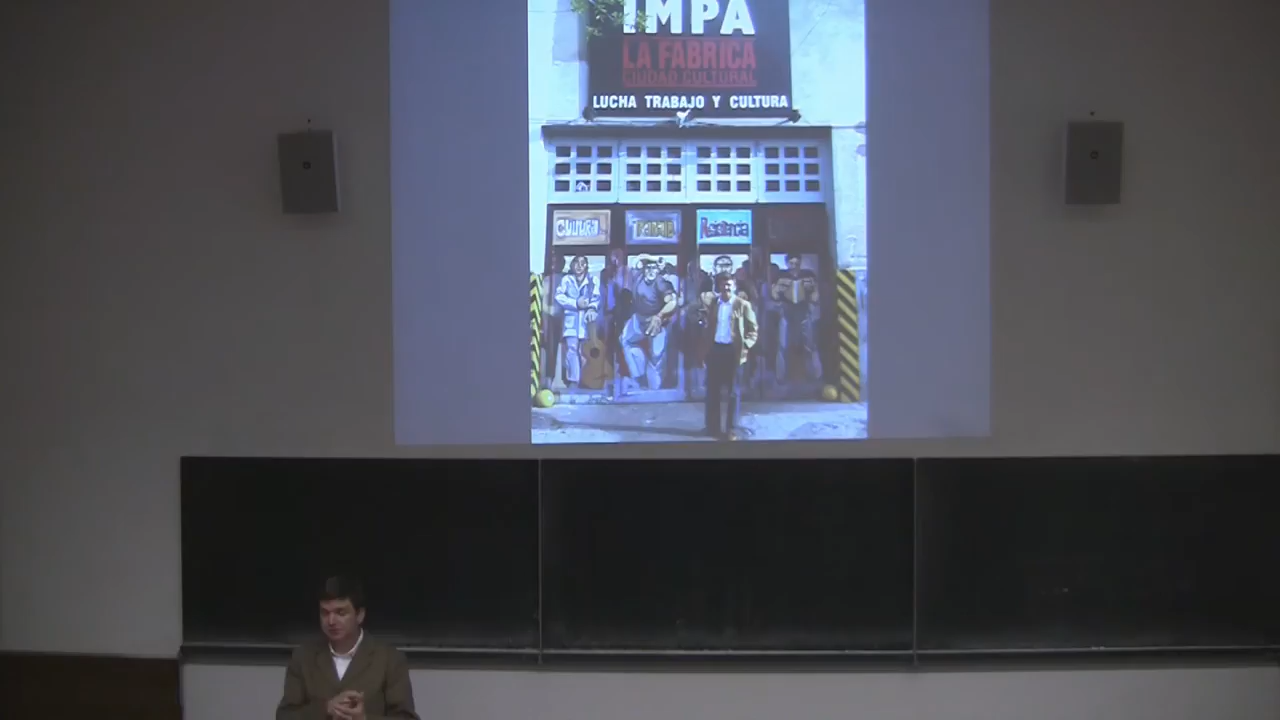 IMPA
LA FABRICA
CIUDAD CULTURAL
LUCHA TRABAJO Y CULTURA
Cultura
Trabajo
Resistencia